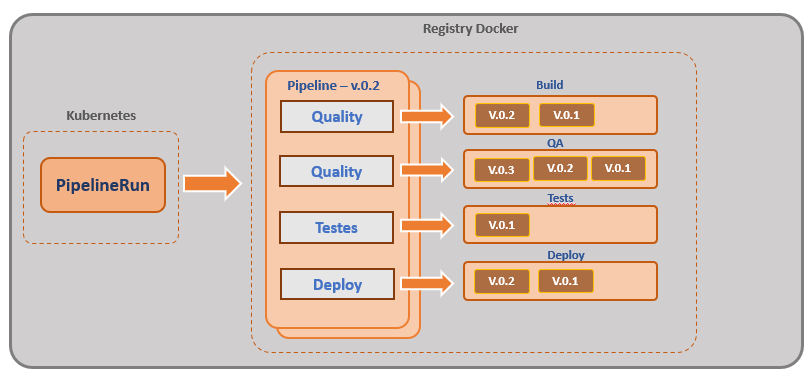 Registry Docker
Kubernetes
PipelineRun
Pipeline – v.0.2
Quality
Quality
Testes
Deploy
Build
V.0.2 V.0.1
QA
V.0.3 V.0.2 V.0.1
Tests
V.0.1
Deploy
V.0.2 V.0.1